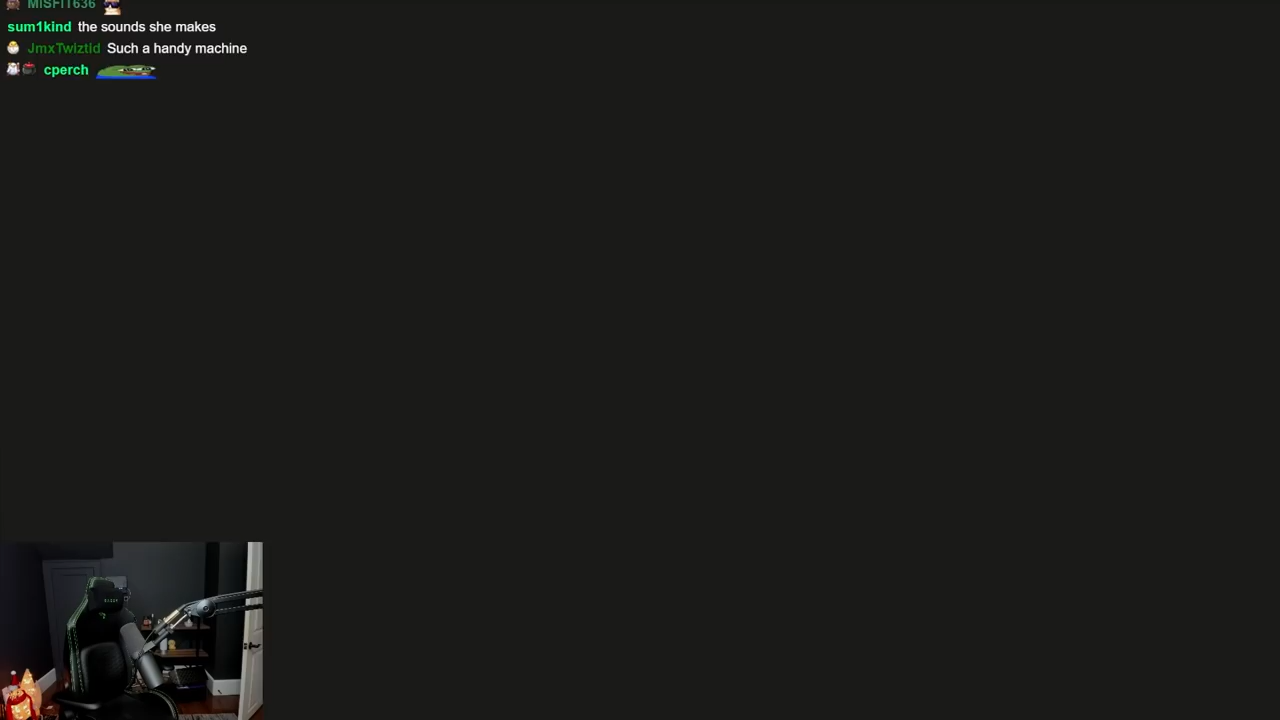 MISFIT636
sum1kind the sounds she makes
JmxTwiztid Such a handy machine
cperch